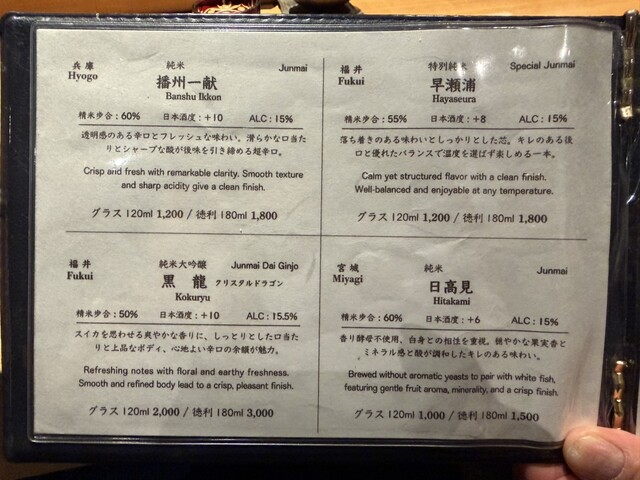 兵庫 純米 Junmai
Hyogo 播州一献
Banshu Ikkon
精米歩合:60% 日本酒度:+10 ALC:15%
透明感のある辛口とフレッシュな味わい。滑らかな口当た
りとシャープな酸が後味を引き締める超辛口。
Crisp and fresh with remarkable clarity. Smooth texture
and sharp acidity give a clean finish.
グラス 120ml 1,200 / 徳利 180ml 1,800
福井 特別純米 Special Junmai
Fukui 早瀬浦
Hayaseura
精米歩合:55% 日本酒度:+8 ALC:15%
落ち着きのある味わいとしっかりとした芯。キレのある後
口と優れたバランスで温度を選ばず楽しめる一本。
Calm yet structured flavor with a clean finish.
Well-balanced and enjoyable at any temperature.
グラス 120ml 1,200 / 徳利 180ml 1,800
福井 純米大吟醸 Junmai Dai Ginjo
Fukui 黒龍 クリスタルドラゴン
Kokuryu
精米歩合:50% 日本酒度:+10 ALC:15.5%
スイカを思わせる爽やかな香りに、しっとりとした口当た
りと上品なボディ、心地よい辛口の余韻が魅力。
Refreshing notes with floral and earthy freshness.
Smooth and refined body lead to a crisp, pleasant finish.
グラス 120ml 2,000 / 徳利 180ml 3,000
宮城 純米 Junmai
Miyagi 日高見
Hitakami
精米歩合:60% 日本酒度:+6 ALC:15%
香り酵母不使用、白身との相性を重視。穏やかな果実香と
ミネラル感と酸が調和したキレのある味わい。
Brewed without aromatic yeasts to pair with white fish,
featuring gentle fruit aroma, minerality, and a crisp finish.
グラス 120ml 1,000 / 徳利 180ml 1,500